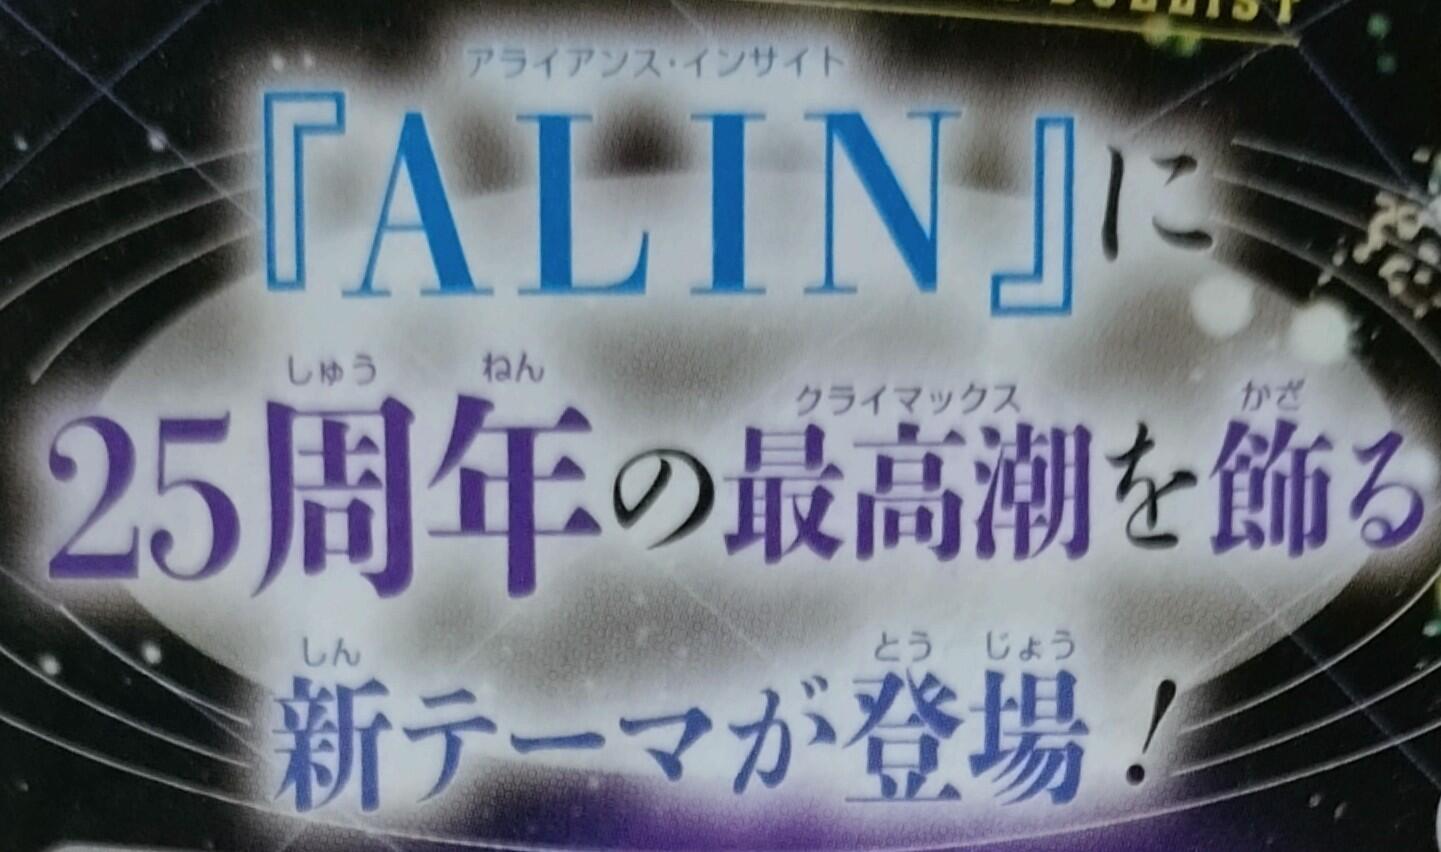 DUELIST
アライアンス・インサイト
『ALIN』に
しゅう ねん クライマックス かざ
25周年の最高潮を飾る
しん とう じょう
新テーマが登場!